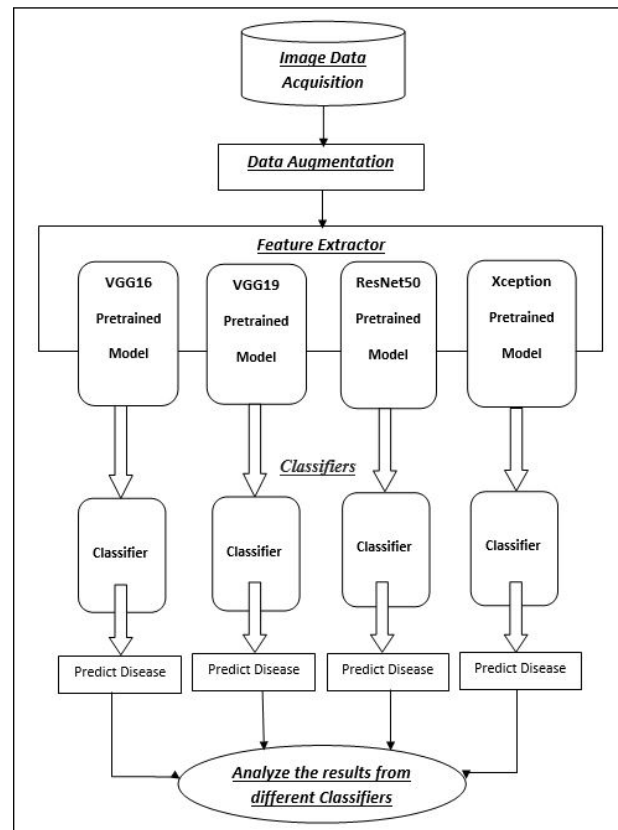 Image Data
Acquisition
Data Augmentation
Feature Extractor
VGG16
Pretrained
Model
VGG19
Pretrained
Model
ResNet50
Pretrained
Model
Xception
Pretrained
Model
Classifiers
Classifier
Classifier
Classifier
Classifier
Predict Disease
Predict Disease
Predict Disease
Predict Disease
Analyze the results from
different Classifiers